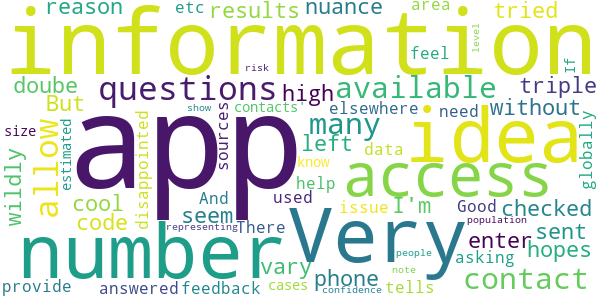 reason etc results nuance area tried
information
feel
risk level If
doube questions high available triple
But show contacts elsewhere need without
size estimated allow disappointed app sources many idea globally
left data
wildly know access
cool help used issue I'm Good checked
code And seem population
number representing There Very enter sent
vary people asking hopes
provide answered feedback cases phone note tells contact
confidence